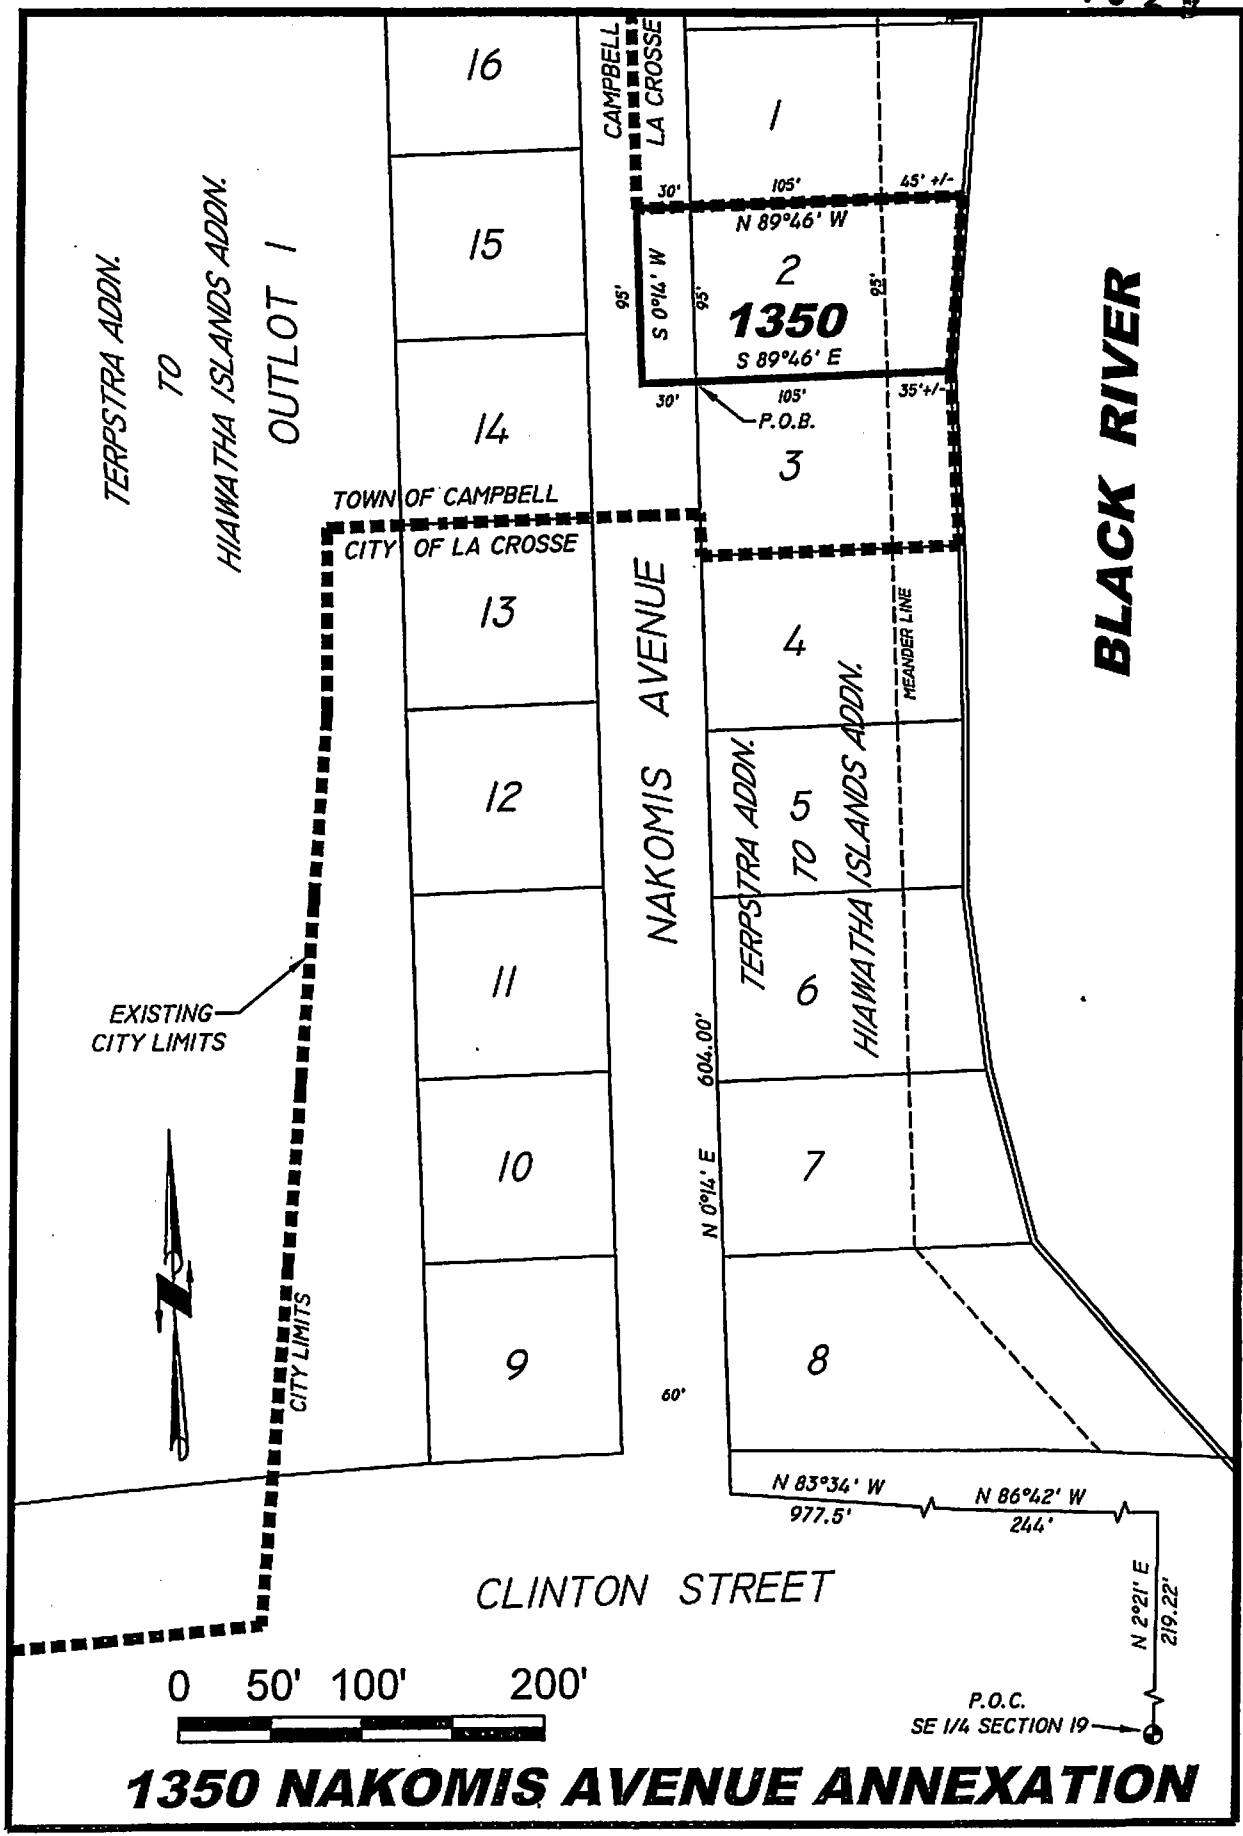 16
CAMPBELL
LA CROSSE
1
30'
105'
45' +/-
N 89°46' W
TERPSTRA ADDN.
TO
HIAWATHA ISLANDS ADDN.
OUTLOT 1
15
95'
S 0°14' W
95'
2
95'
1350
S 89°46' E
30'
105'
35'+/-
P.O.B.
14
3
BLACK RIVER
TOWN OF CAMPBELL
CITY OF LA CROSSE
13
NAKOMIS AVENUE
4
MEANDER LINE
12
TERPSTRA ADDN.
5
TO
HIAWATHA ISLANDS ADDN.
11
6
EXISTING
CITY LIMITS
604.00'
N 0°14' E
10
7
CITY LIMITS
9
60'
8
N 83°34' W
977.5'
N 86°42' W
244'
N 2°21' E
219.22'
CLINTON STREET
0 50' 100' 200'
P.O.C.
SE 1/4 SECTION 19
1350 NAKOMIS AVENUE ANNEXATION